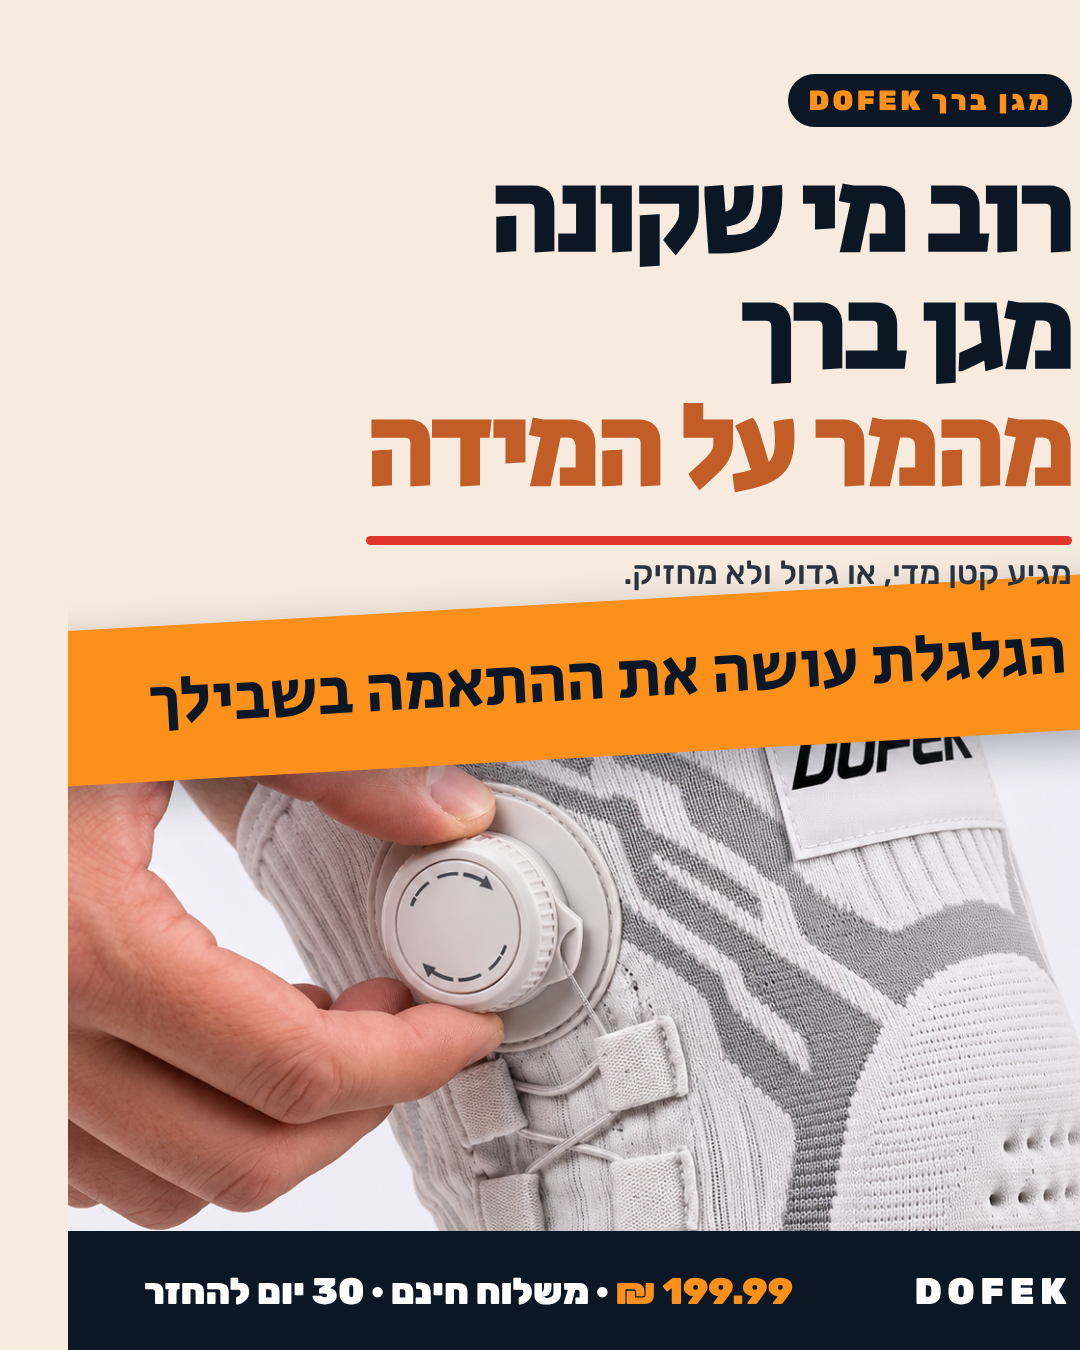 מגן ברך DOFEK
רוב מי שקונה
מגן ברך
מהמר על המידה
מגיע קטן מדי, או גדול ולא מחזיק.
הגלגלת עושה את ההתאמה בשבילך
DOFEK
DOFEK
199.99 ₪ • משלוח חינם • 30 יום להחזר